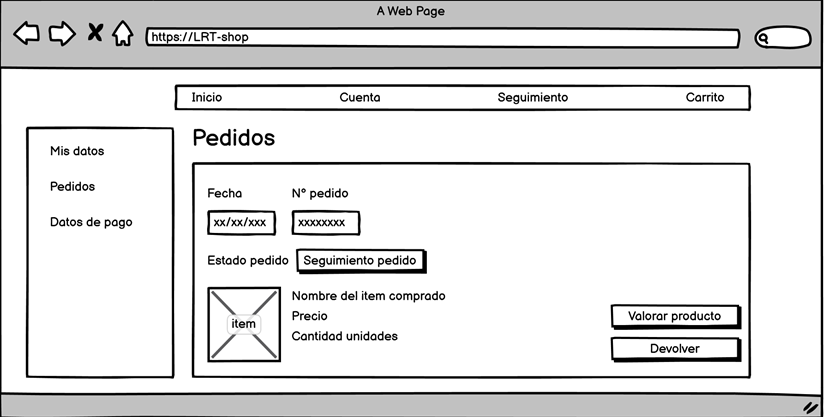 A Web Page
https://LRT-shop
Inicio Cuenta Seguimiento Carrito
Mis datos
Pedidos
Datos de pago
Pedidos
Fecha Nº pedido
xx/xx/xxx xxxxxxxx
Estado pedido Seguimiento pedido
item
Nombre del item comprado
Precio
Cantidad unidades
Valorar producto
Devolver